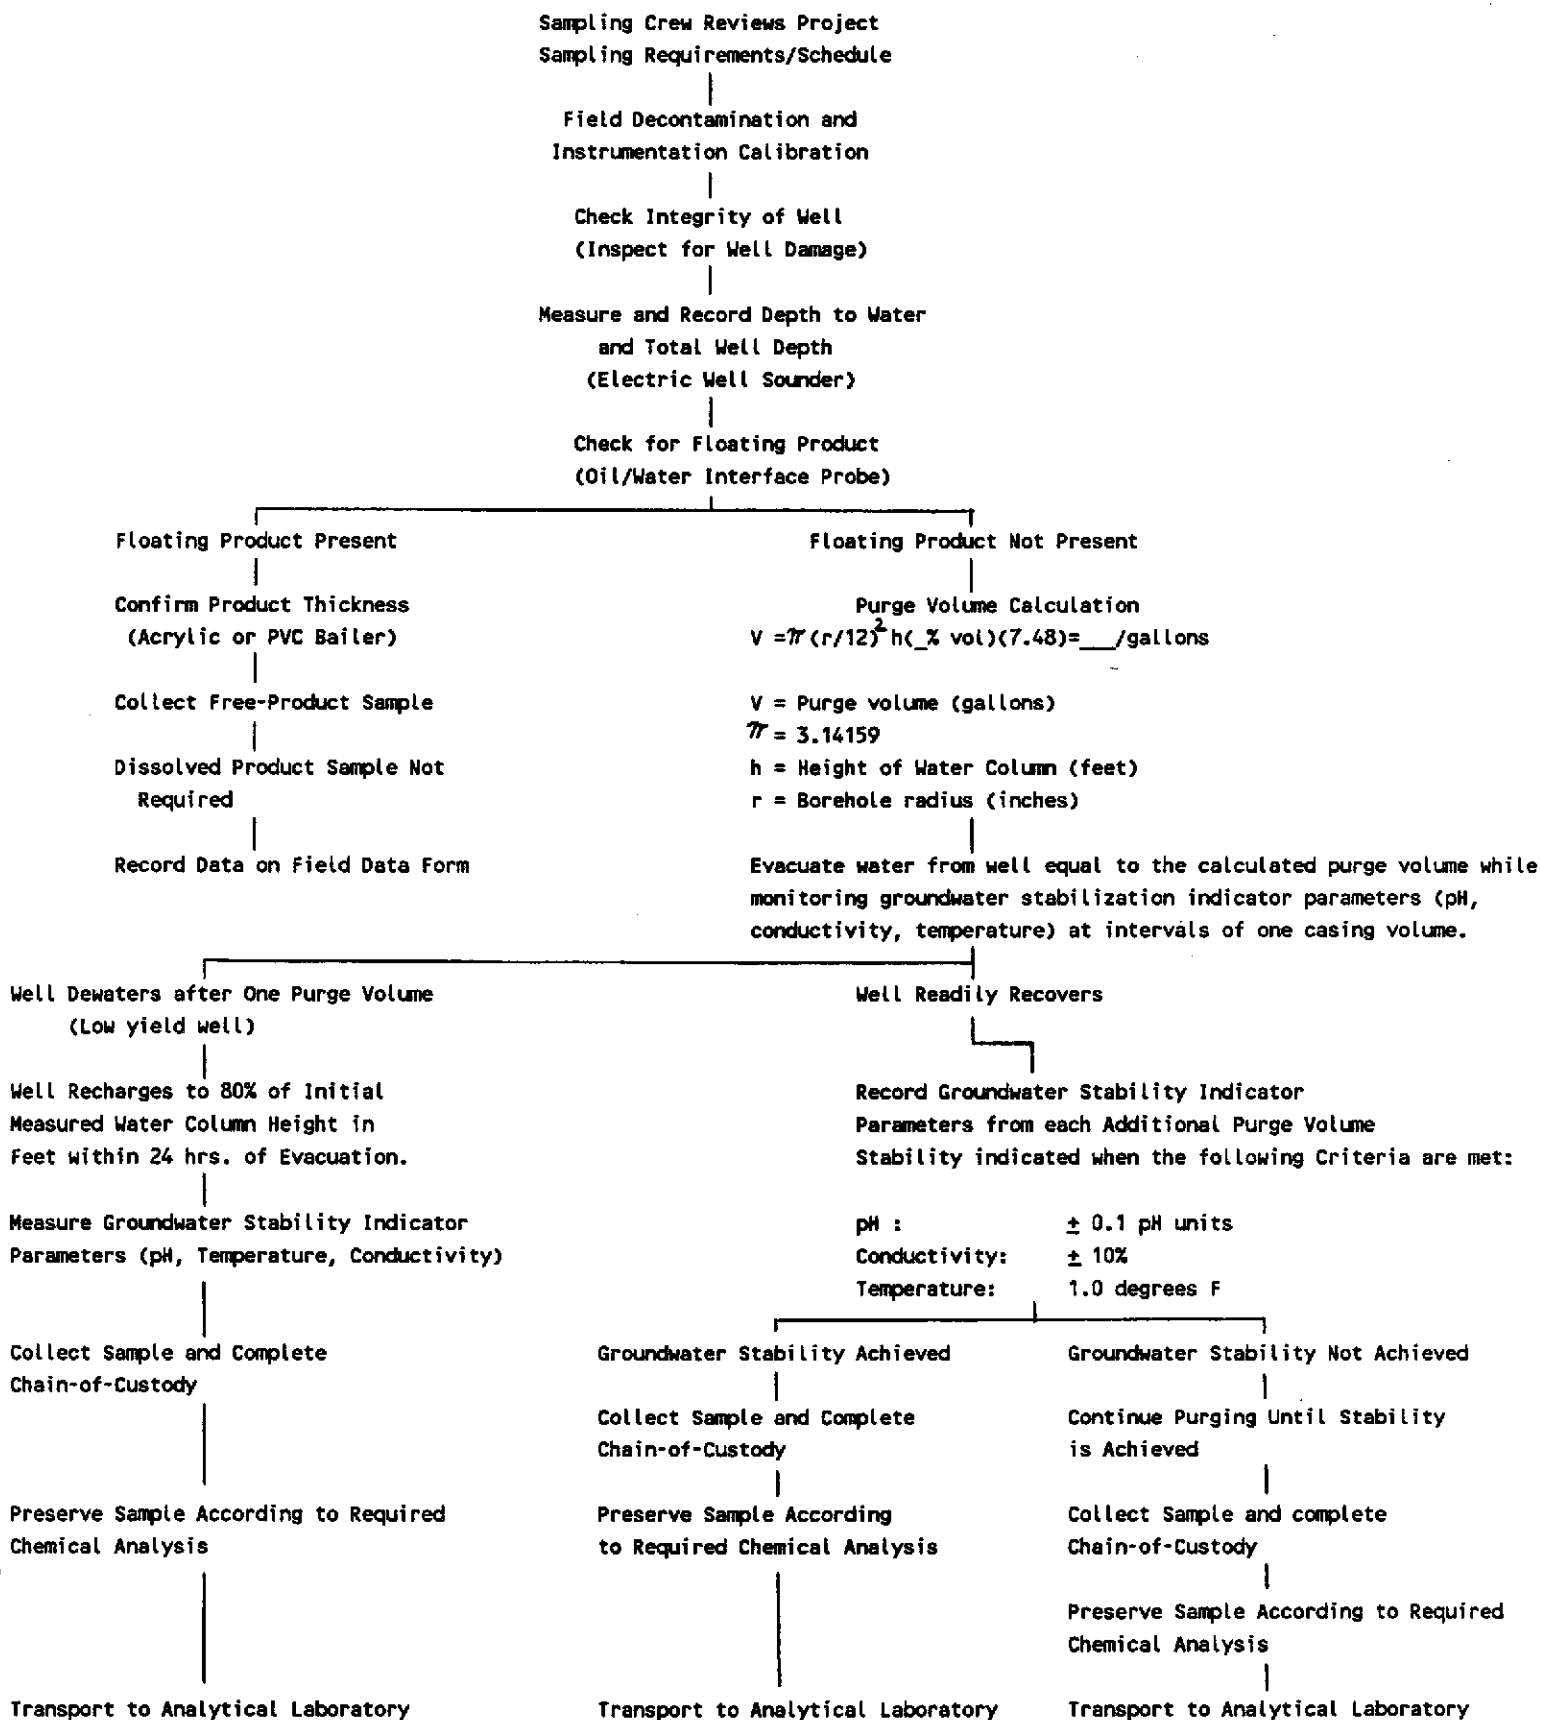 Sampling Crew Reviews Project
Sampling Requirements/Schedule
Field Decontamination and
Instrumentation Calibration
Check Integrity of Well
(Inspect for Well Damage)
Measure and Record Depth to Water
and Total Well Depth
(Electric Well Sounder)
Check for Floating Product
(Oil/Water Interface Probe)
Floating Product Present
Confirm Product Thickness
(Acrylic or PVC Bailer)
Collect Free-Product Sample
Dissolved Product Sample Not
Required
Record Data on Field Data Form
Floating Product Not Present
Purge Volume Calculation
V =π(r/12)² h(_% vol)(7.48)=___/gallons
V = Purge volume (gallons)
π = 3.14159
h = Height of Water Column (feet)
r = Borehole radius (inches)
Evacuate water from well equal to the calculated purge volume while
monitoring groundwater stabilization indicator parameters (pH,
conductivity, temperature) at intervals of one casing volume.
Well Dewaters after One Purge Volume
(Low yield well)
Well Recharges to 80% of Initial
Measured Water Column Height in
Feet within 24 hrs. of Evacuation.
Measure Groundwater Stability Indicator
Parameters (pH, Temperature, Conductivity)
Collect Sample and Complete
Chain-of-Custody
Preserve Sample According to Required
Chemical Analysis
Transport to Analytical Laboratory
Well Readily Recovers
Record Groundwater Stability Indicator
Parameters from each Additional Purge Volume
Stability indicated when the following Criteria are met:
pH : ± 0.1 pH units
Conductivity: ± 10%
Temperature: 1.0 degrees F
Groundwater Stability Achieved
Collect Sample and Complete
Chain-of-Custody
Preserve Sample According
to Required Chemical Analysis
Transport to Analytical Laboratory
Groundwater Stability Not Achieved
Continue Purging Until Stability
is Achieved
Collect Sample and complete
Chain-of-Custody
Preserve Sample According to Required
Chemical Analysis
Transport to Analytical Laboratory